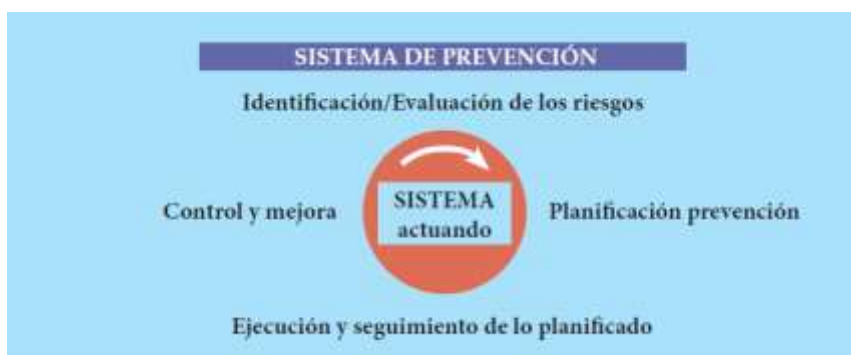 SISTEMA DE PREVENCIÓN
Identificación/Evaluación de los riesgos
Control y mejora
SISTEMA
actuando
Planificación prevención
Ejecución y seguimiento de lo planificado